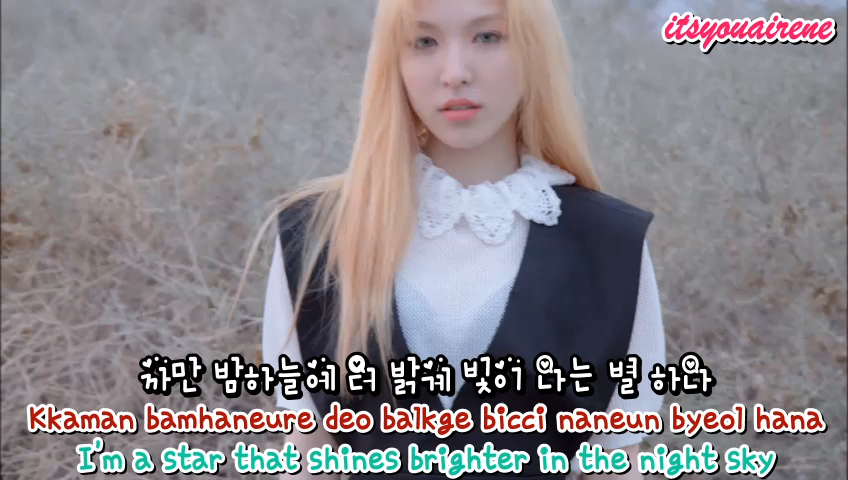 itsyouairene
까만 밤하늘에 더 밝게 빛이 나는 별 하나
Kkaman bamhaneure deo balkge bicci naneun byeol hana
I'm a star that shines brighter in the night sky